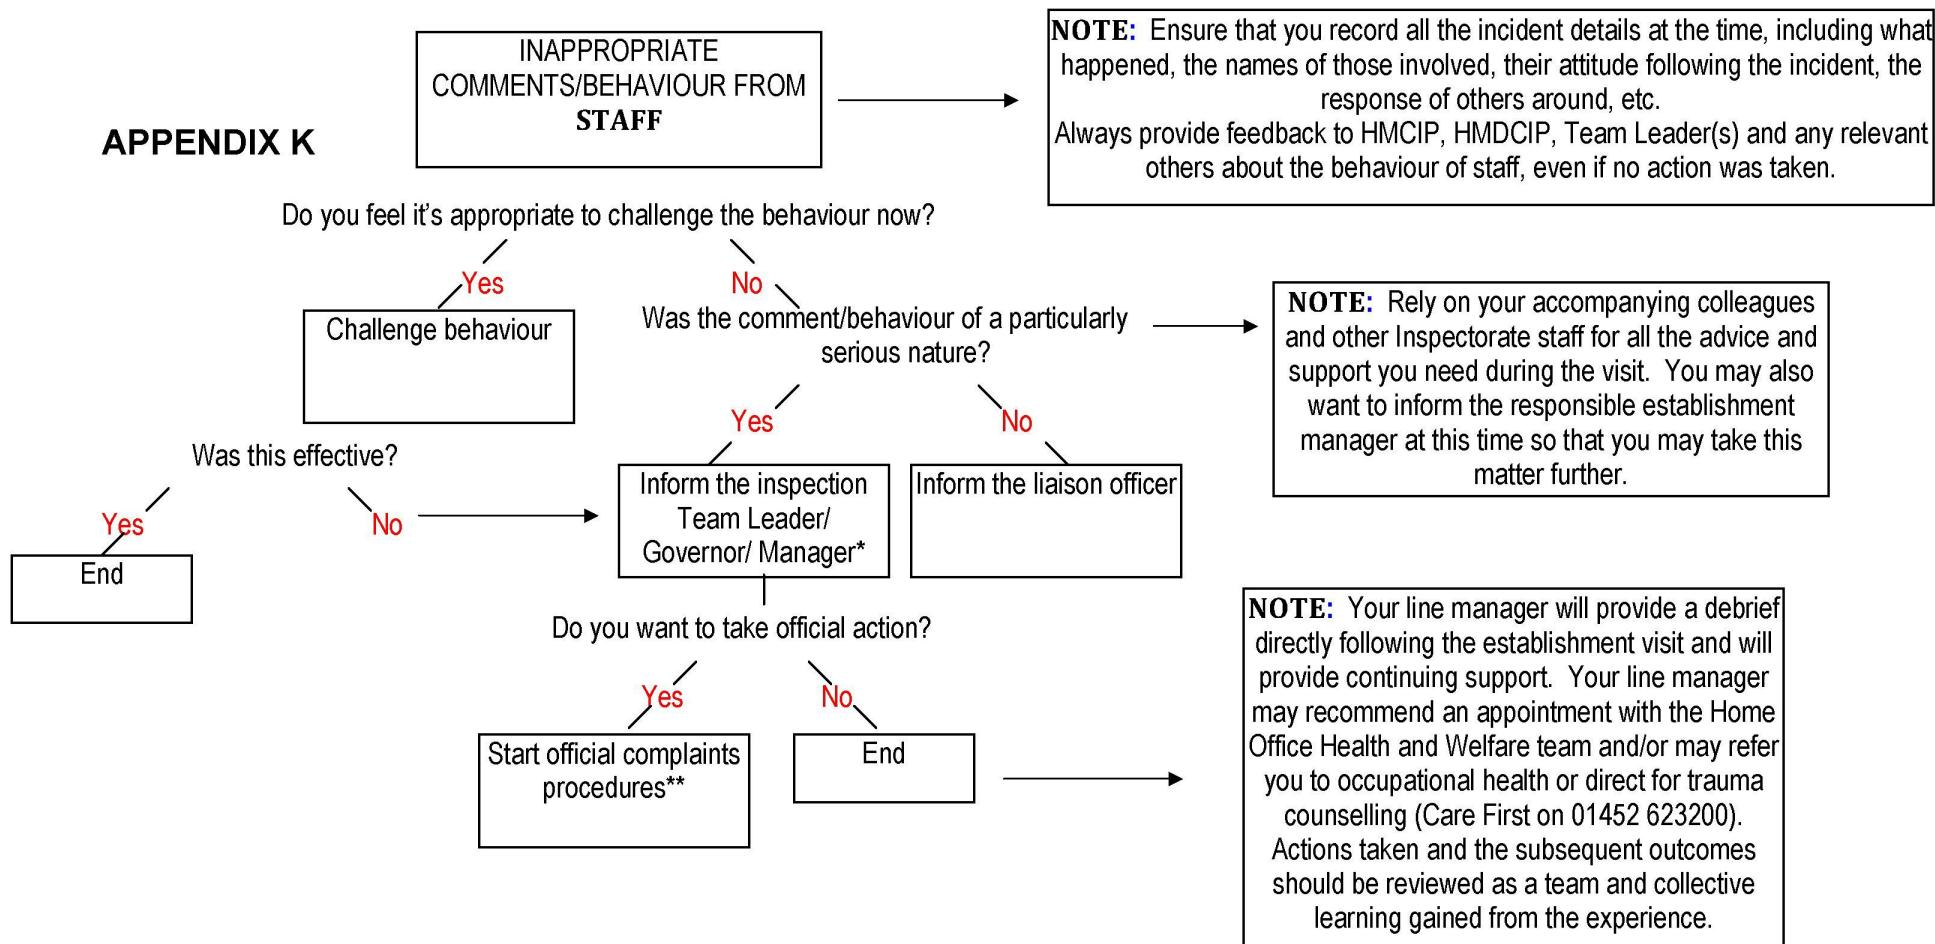 APPENDIX K
INAPPROPRIATE
COMMENTS/BEHAVIOUR FROM
STAFF
NOTE: Ensure that you record all the incident details at the time, including what
happened, the names of those involved, their attitude following the incident, the
response of others around, etc.
Always provide feedback to HMCIP, HMDCIP, Team Leader(s) and any relevant
others about the behaviour of staff, even if no action was taken.
Do you feel it's appropriate to challenge the behaviour now?
Yes
No
Challenge behaviour
Was the comment/behaviour of a particularly
serious nature?
NOTE: Rely on your accompanying colleagues
and other Inspectorate staff for all the advice and
support you need during the visit. You may also
want to inform the responsible establishment
manager at this time so that you may take this
matter further.
Yes
No
Was this effective?
Yes
No
End
Inform the inspection
Team Leader/
Governor/ Manager*
Inform the liaison officer
Do you want to take official action?
Yes
No
Start official complaints
procedures**
End
NOTE: Your line manager will provide a debrief
directly following the establishment visit and will
provide continuing support. Your line manager
may recommend an appointment with the Home
Office Health and Welfare team and/or may refer
you to occupational health or direct for trauma
counselling (Care First on 01452 623200).
Actions taken and the subsequent outcomes
should be reviewed as a team and collective
learning gained from the experience.